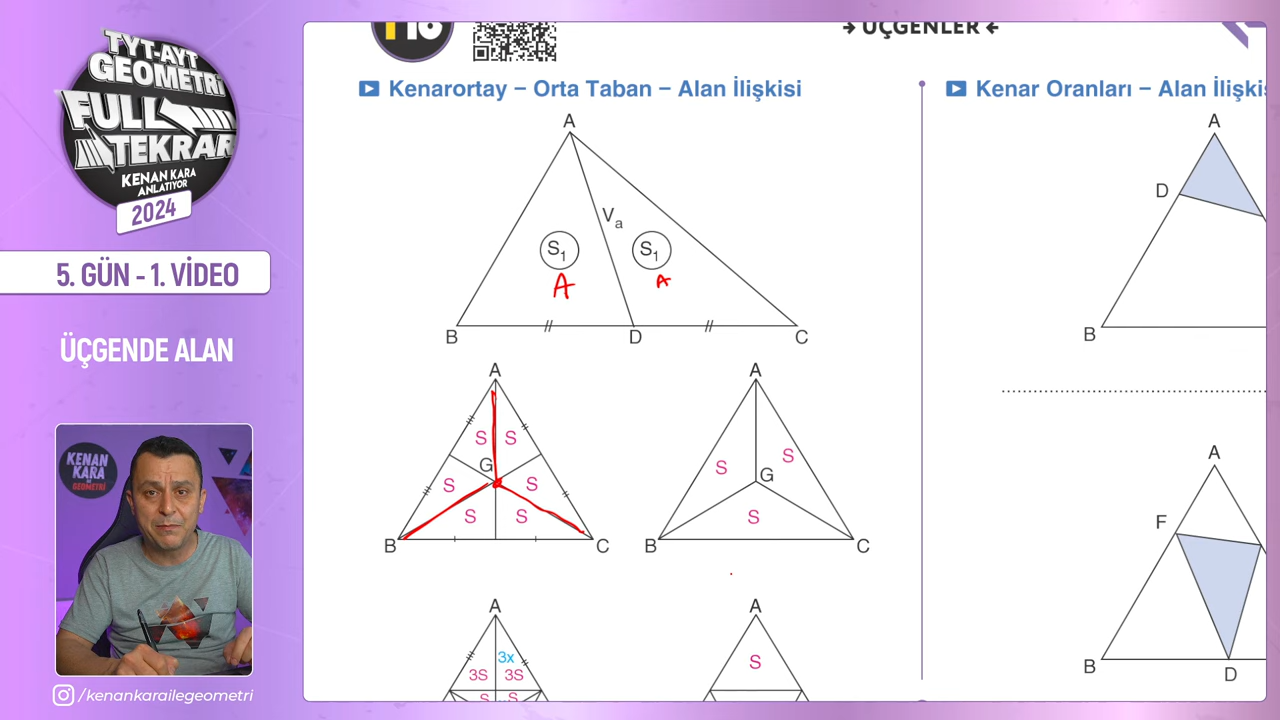 TYT-AYT
GEOMETRİ
FULL
TEKRAR
KENAN KARA
ANLATIYOR
2024
5. GÜN - 1. VİDEO
ÜÇGENDE ALAN
KENAN
KARA
GEOMETRİ
/kenankarailegeometri
→ ÜÇGENLER ←
Kenarortay – Orta Taban – Alan İlişkisi
A
V a
S1 S1
A A
B D C
A
S S
G
S S
S S
B C
A
S S
G
S
B C
A
3x
3S 3S
S S
A
S
Kenar Oranları – Alan İlişkis
A
D
B
A
F
B
D